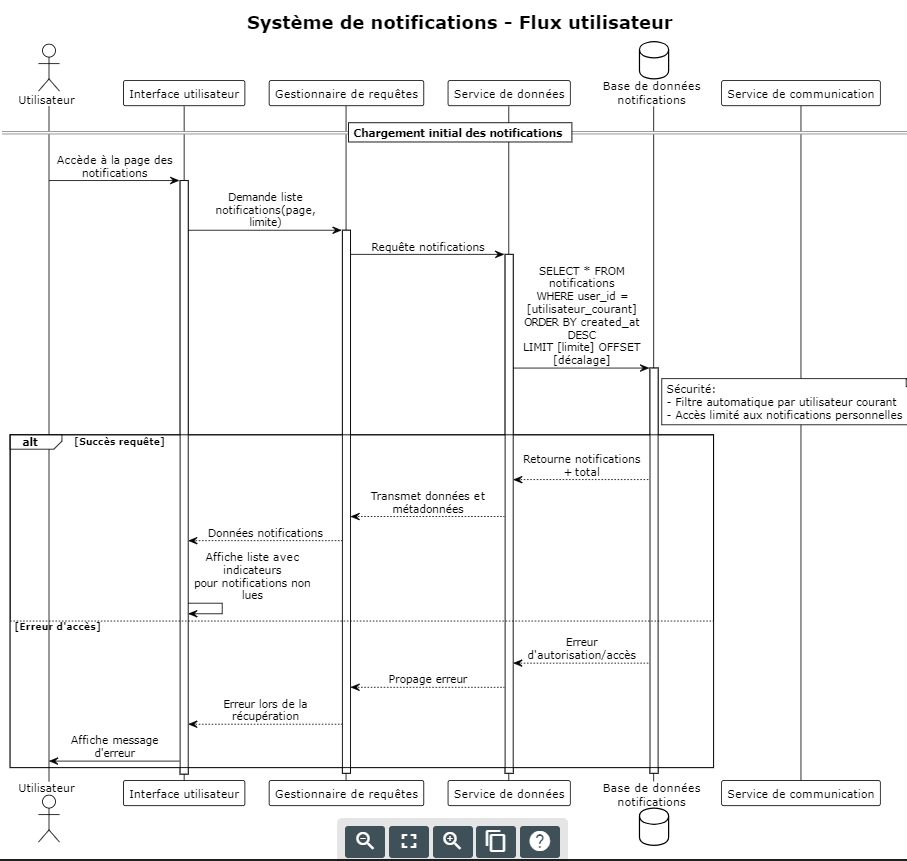 Système de notifications - Flux utilisateur
Utilisateur
Interface utilisateur
Gestionnaire de requêtes
Service de données
Base de données
notifications
Service de communication
Chargement initial des notifications
Accède à la page des
notifications
Demande liste
notifications(page,
limite)
Requête notifications
SELECT * FROM
notifications
WHERE user_id =
[utilisateur_courant]
ORDER BY created_at
DESC
LIMIT [limite] OFFSET
[décalage]
Sécurité:
- Filtre automatique par utilisateur courant
- Accès limité aux notifications personnelles
alt
[Succès requête]
Retourne notifications
+ total
Transmet données et
métadonnées
Données notifications
Affiche liste avec
indicateurs
pour notifications non
lues
[Erreur d'accès]
Erreur
d'autorisation/accès
Propage erreur
Erreur lors de la
récupération
Affiche message
d'erreur
Utilisateur
Interface utilisateur
Gestionnaire de requêtes
Service de données
Base de données
notifications
Service de communication